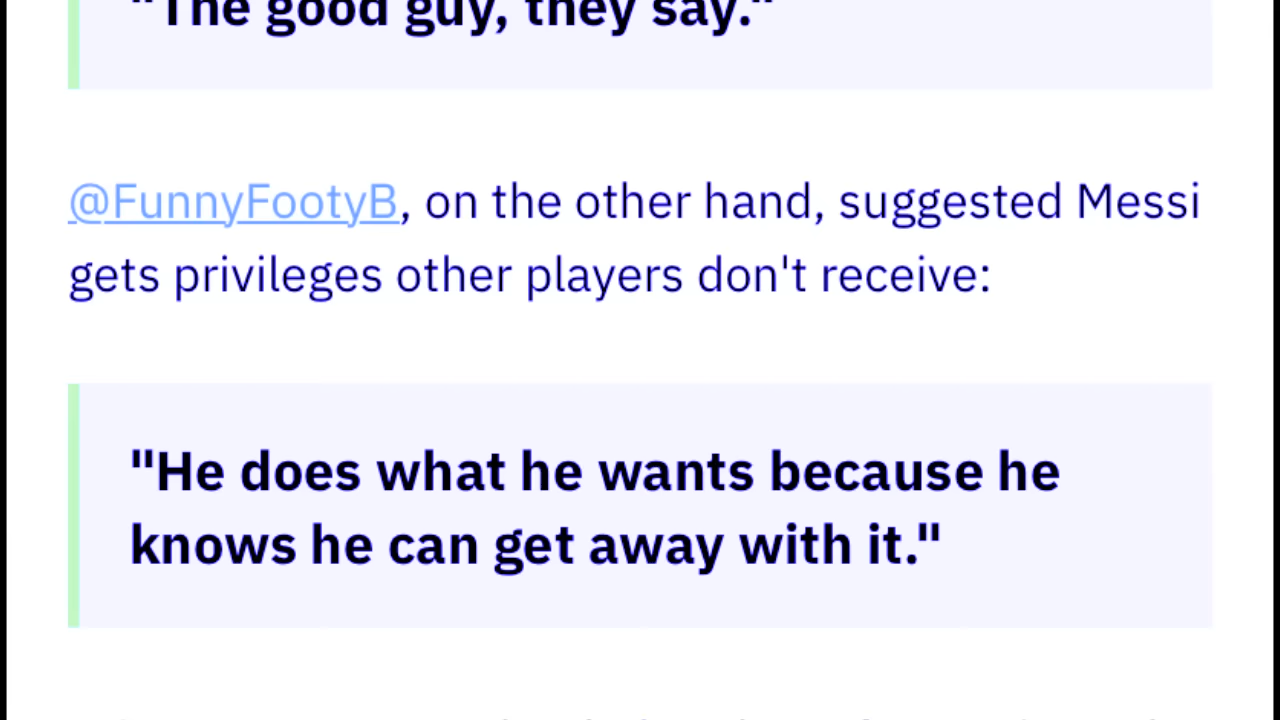 "The good guy, they say."
@FunnyFootyB, on the other hand, suggested Messi
gets privileges other players don't receive:
"He does what he wants because he
knows he can get away with it."